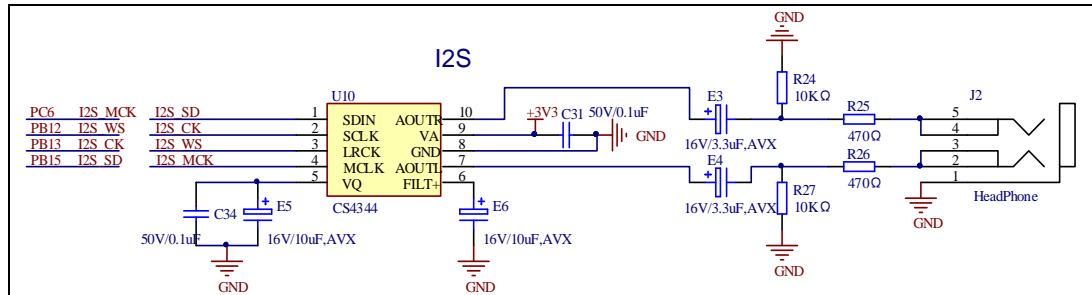 GND
I2S
R24
10KΩ
J2
U10
E3
C31 50V/0.1uF
+3V3
R25
PC6 I2S_MCK I2S_SD 1 SDIN AOUTR 10
5
PB12 I2S_WS I2S_CK 2 SCLK VA 9
GND
16V/3.3uF,AVX
470Ω
4
PB13 I2S_CK I2S_WS 3 LRCK GND 8
E4
R26
3
PB15 I2S_SD I2S_MCK 4 MCLK AOUTL 7
2
5 VQ FILT+ 6
16V/3.3uF,AVX
R27
470Ω
1
10KΩ
HeadPhone
CS4344
C34
E5
E6
GND
50V/0.1uF
16V/10uF,AVX
16V/10uF,AVX
GND
GND
GND